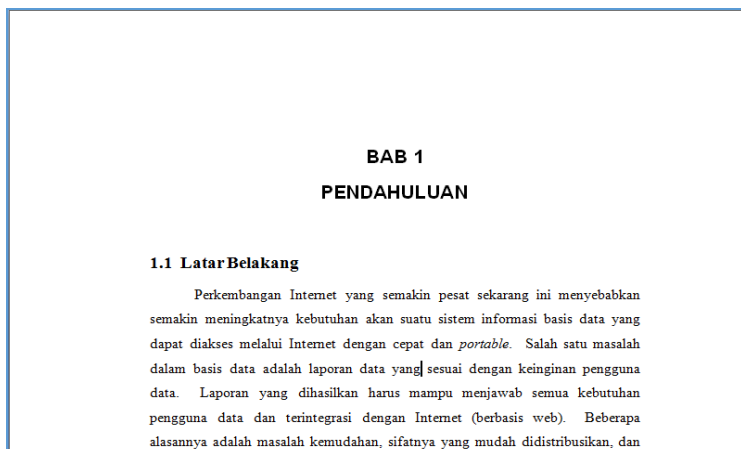 BAB 1
PENDAHULUAN
1.1 Latar Belakang
Perkembangan Internet yang semakin pesat sekarang ini menyebabkan
semakin meningkatnya kebutuhan akan suatu sistem informasi basis data yang
dapat diakses melalui Internet dengan cepat dan portable. Salah satu masalah
dalam basis data adalah laporan data yang sesuai dengan keinginan pengguna
data. Laporan yang dihasilkan harus mampu menjawab semua kebutuhan
pengguna data dan terintegrasi dengan Internet (berbasis web). Beberapa
alasannya adalah masalah kemudahan, sifatnya yang mudah didistribusikan, dan